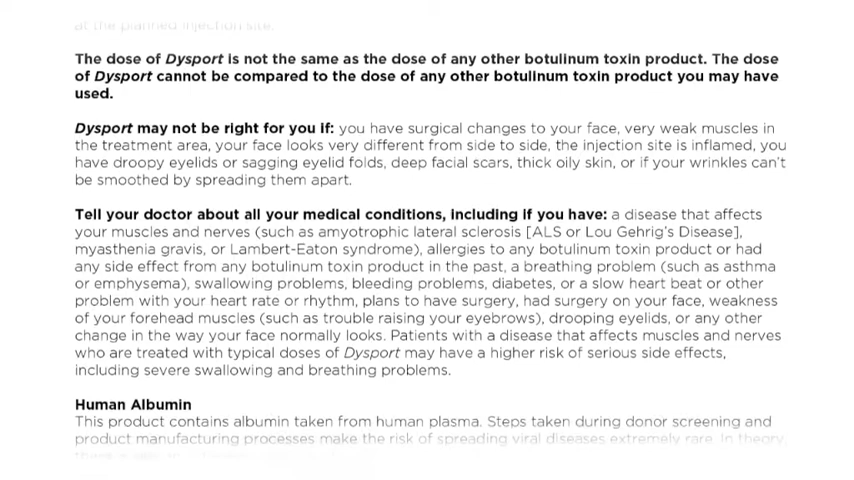 at the planned injection site.
The dose of Dysport is not the same as the dose of any other botulinum toxin product. The dose
of Dysport cannot be compared to the dose of any other botulinum toxin product you may have
used.
Dysport may not be right for you if: you have surgical changes to your face, very weak muscles in
the treatment area, your face looks very different from side to side, the injection site is inflamed, you
have droopy eyelids or sagging eyelid folds, deep facial scars, thick oily skin, or if your wrinkles can't
be smoothed by spreading them apart.
Tell your doctor about all your medical conditions, including if you have: a disease that affects
your muscles and nerves (such as amyotrophic lateral sclerosis [ALS or Lou Gehrig's Disease],
myasthenia gravis, or Lambert-Eaton syndrome), allergies to any botulinum toxin product or had
any side effect from any botulinum toxin product in the past, a breathing problem (such as asthma
or emphysema), swallowing problems, bleeding problems, diabetes, or a slow heart beat or other
problem with your heart rate or rhythm, plans to have surgery, had surgery on your face, weakness
of your forehead muscles (such as trouble raising your eyebrows), drooping eyelids, or any other
change in the way your face normally looks. Patients with a disease that affects muscles and nerves
who are treated with typical doses of Dysport may have a higher risk of serious side effects,
including severe swallowing and breathing problems.
Human Albumin
This product contains albumin taken from human plasma. Steps taken during donor screening and
product manufacturing processes make the risk of spreading viral diseases extremely rare. In theory,